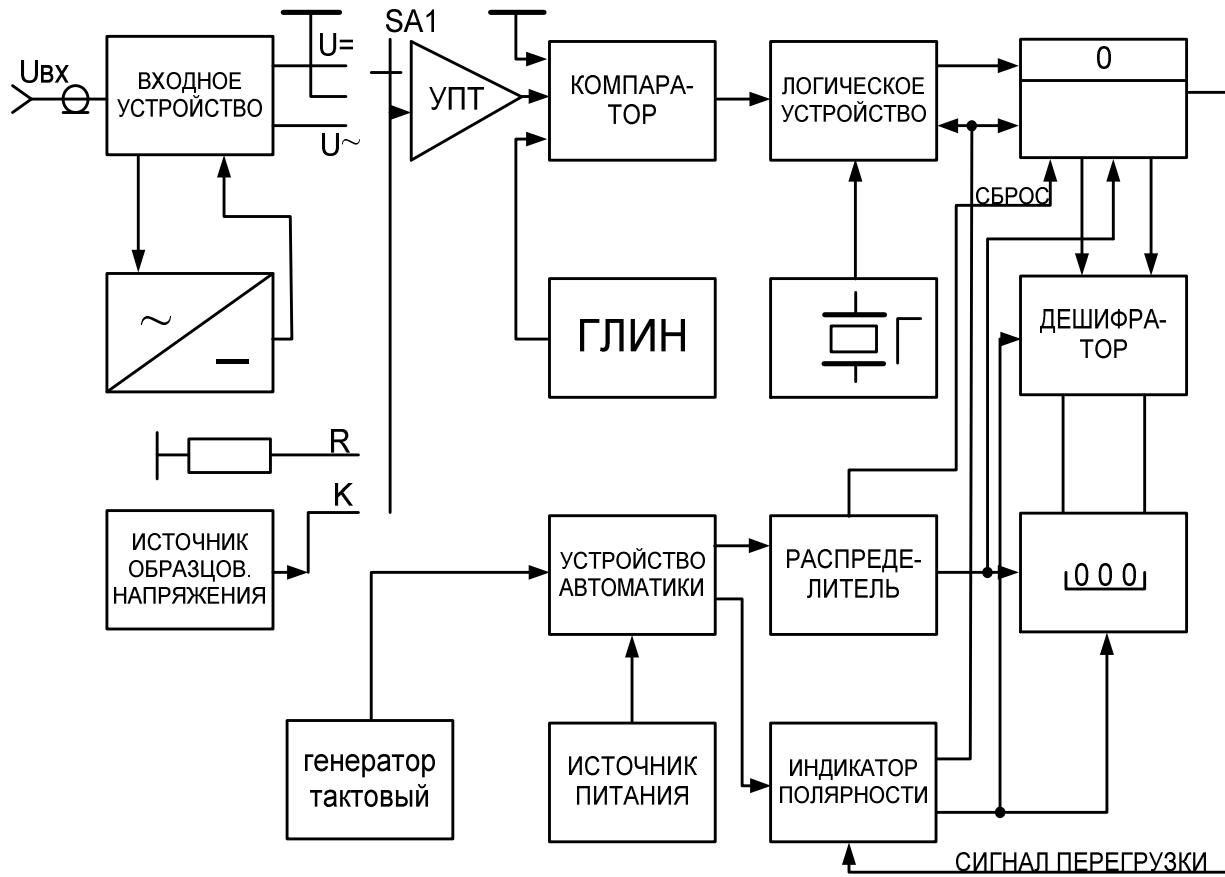 SA1
U=
Uвх
ВХОДНОЕ
УСТРОЙСТВО
U~
УПТ
КОМПАРА-
ТОР
ЛОГИЧЕСКОЕ
УСТРОЙСТВО
0
СБРОС
~
ГЛИН
ДЕШИФРА-
ТОР
R
K
ИСТОЧНИК
ОБРАЗЦОВ.
НАПРЯЖЕНИЯ
УСТРОЙСТВО
АВТОМАТИКИ
РАСПРЕДЕ-
ЛИТЕЛЬ
0 0 0
генератор
тактовый
ИСТОЧНИК
ПИТАНИЯ
ИНДИКАТОР
ПОЛЯРНОСТИ
СИГНАЛ ПЕРЕГРУЗКИ